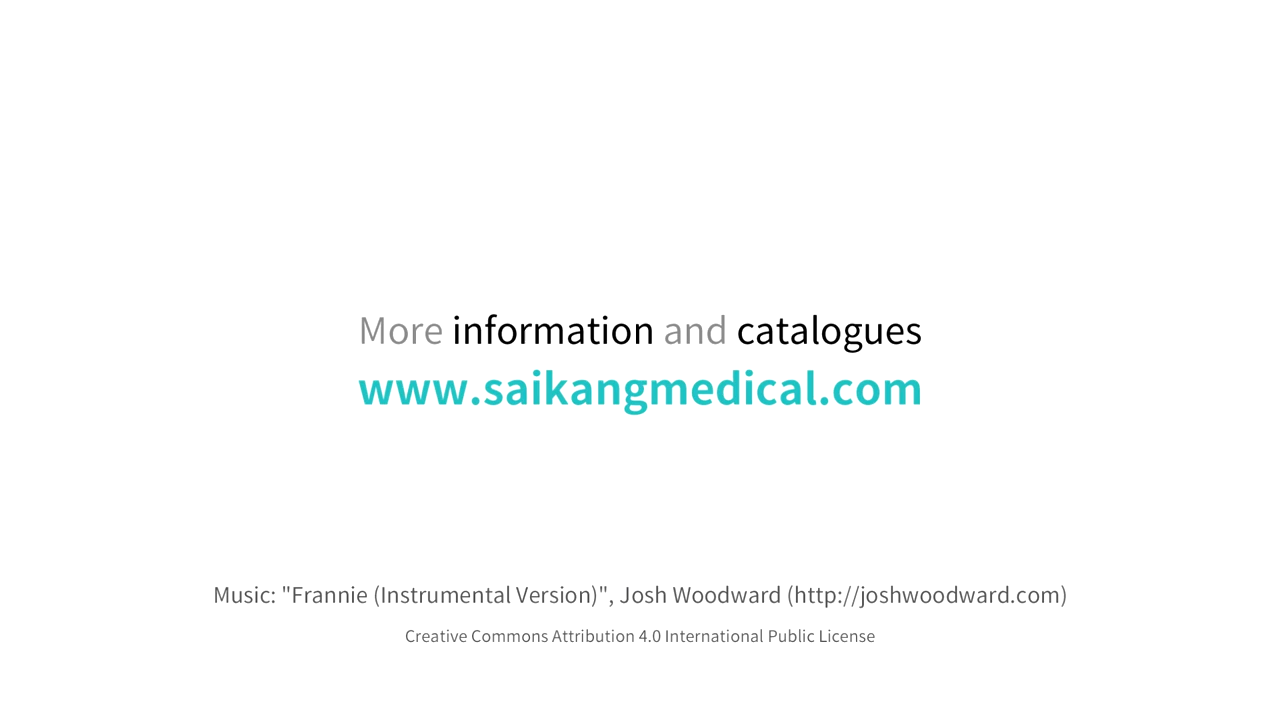 More information and catalogues
www.saikangmedical.com
Music: "Frannie (Instrumental Version)", Josh Woodward (http://joshwoodward.com)
Creative Commons Attribution 4.0 International Public License